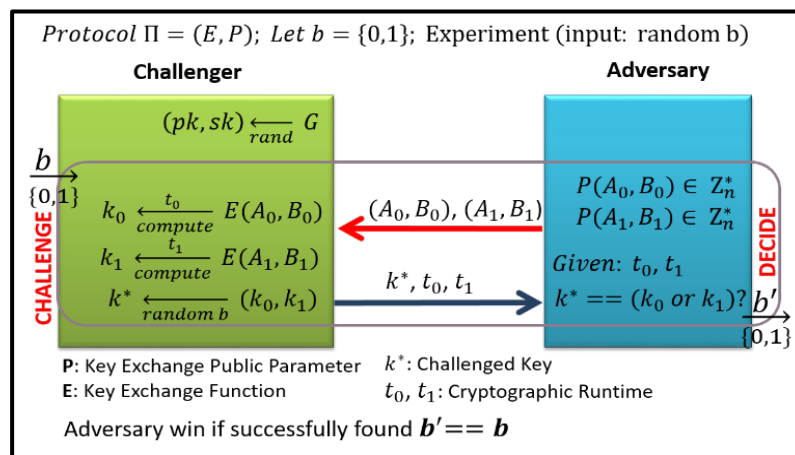 Protocol Π = (E, P); Let b = {0,1}; Experiment (input: random b)
Challenger
Adversary
(pk, sk) ←rand G
b
{0,1}
CHALLENGE
k₀ ←t₀ compute E(A₀, B₀)
k₁ ←t₁ compute E(A₁, B₁)
k* ←random b (k₀, k₁)
(A₀, B₀), (A₁, B₁)
k*, t₀, t₁
P(A₀, B₀) ∈ Zₙ*
P(A₁, B₁) ∈ Zₙ*
Given: t₀, t₁
k* == (k₀ or k₁)?
DECIDE
b′
{0,1}
P: Key Exchange Public Parameter
k*: Challenged Key
E: Key Exchange Function
t₀, t₁: Cryptographic Runtime
Adversary win if successfully found b′== b